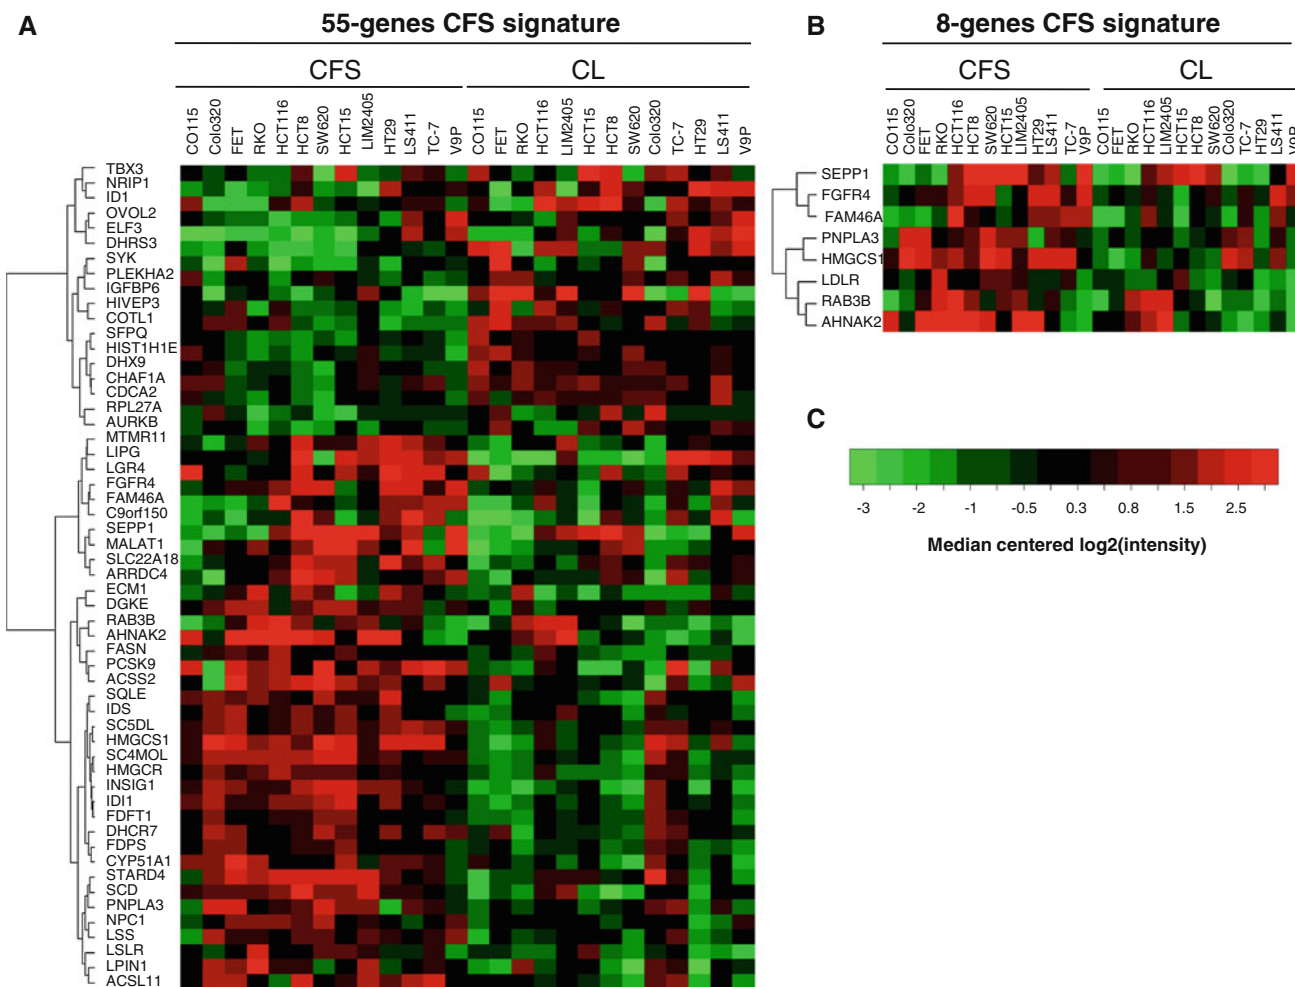 A
55-genes CFS signature
CFS
CL
CO115
Colo320
FET
RKO
HCT116
HCT8
SW620
HCT15
LIM2405
HT29
LS411
TC-7
V9P
CO115
FET
RKO
HCT116
LIM2405
HCT15
HCT8
SW620
Colo320
TC-7
HT29
LS411
V9P
TBX3
NRIP1
ID1
OVOL2
ELF3
DHRS3
SYK
PLEKHA2
IGFBP6
HIVEP3
COTL1
SFPQ
HIST1H1E
DHX9
CHAF1A
CDCA2
RPL27A
AURKB
MTMR11
LIPG
LGR4
FGFR4
FAM46A
C9orf150
SEPP1
MALAT1
SLC22A18
ARRDC4
ECM1
DGKE
RAB3B
AHNAK2
FASN
PCSK9
ACSS2
SQLE
IDS
SC5DL
HMGCS1
SC4MOL
HMGCR
INSIG1
IDI1
FDFT1
DHCR7
FDPS
CYP51A1
STARD4
SCD
PNPLA3
NPC1
LSS
LSLR
LPIN1
ACSL11
B
8-genes CFS signature
CFS
CL
CO115
Colo320
FET
RKO
HCT116
HCT8
SW620
HCT15
LIM2405
HT29
LS411
TC-7
V9P
CO115
FET
RKO
HCT116
LIM2405
HCT15
HCT8
SW620
Colo320
TC-7
HT29
LS411
V9P
SEPP1
FGFR4
FAM46A
PNPLA3
HMGCS1
LDLR
RAB3B
AHNAK2
C
-3 -2 -1 -0.5 0.3 0.8 1.5 2.5
Median centered log2(intensity)